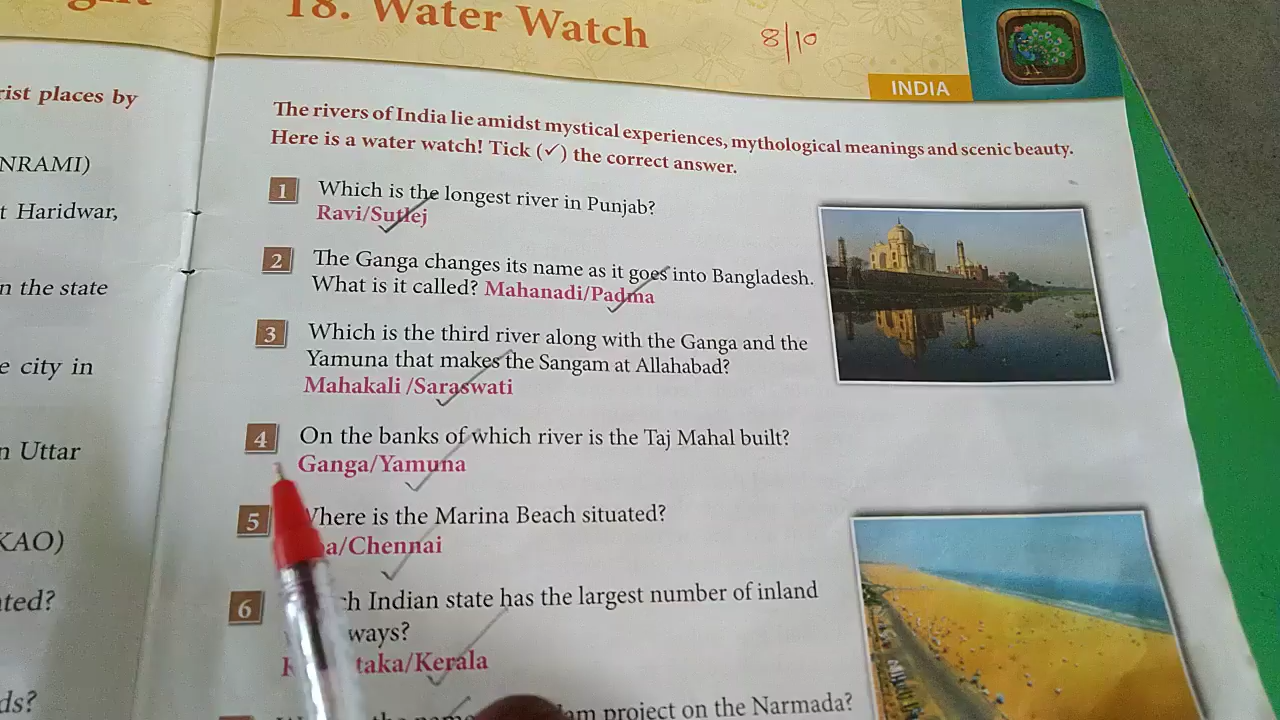 18. Water Watch
8/10
INDIA
rist places by
NRAMI)
t Haridwar,
n the state
e city in
n Uttar
KAO)
ted?
ds?
The rivers of India lie amidst mystical experiences, mythological meanings and scenic beauty.
Here is a water watch! Tick (✓) the correct answer.
1 Which is the longest river in Punjab?
Ravi/Sutlej
2 The Ganga changes its name as it goes into Bangladesh.
What is it called? Mahanadi/Padma
3 Which is the third river along with the Ganga and the
Yamuna that makes the Sangam at Allahabad?
Mahakali /Saraswati
4 On the banks of which river is the Taj Mahal built?
Ganga/Yamuna
5 Where is the Marina Beach situated?
a/Chennai
6 ch Indian state has the largest number of inland
ways?
taka/Kerala
the name am project on the Narmada?